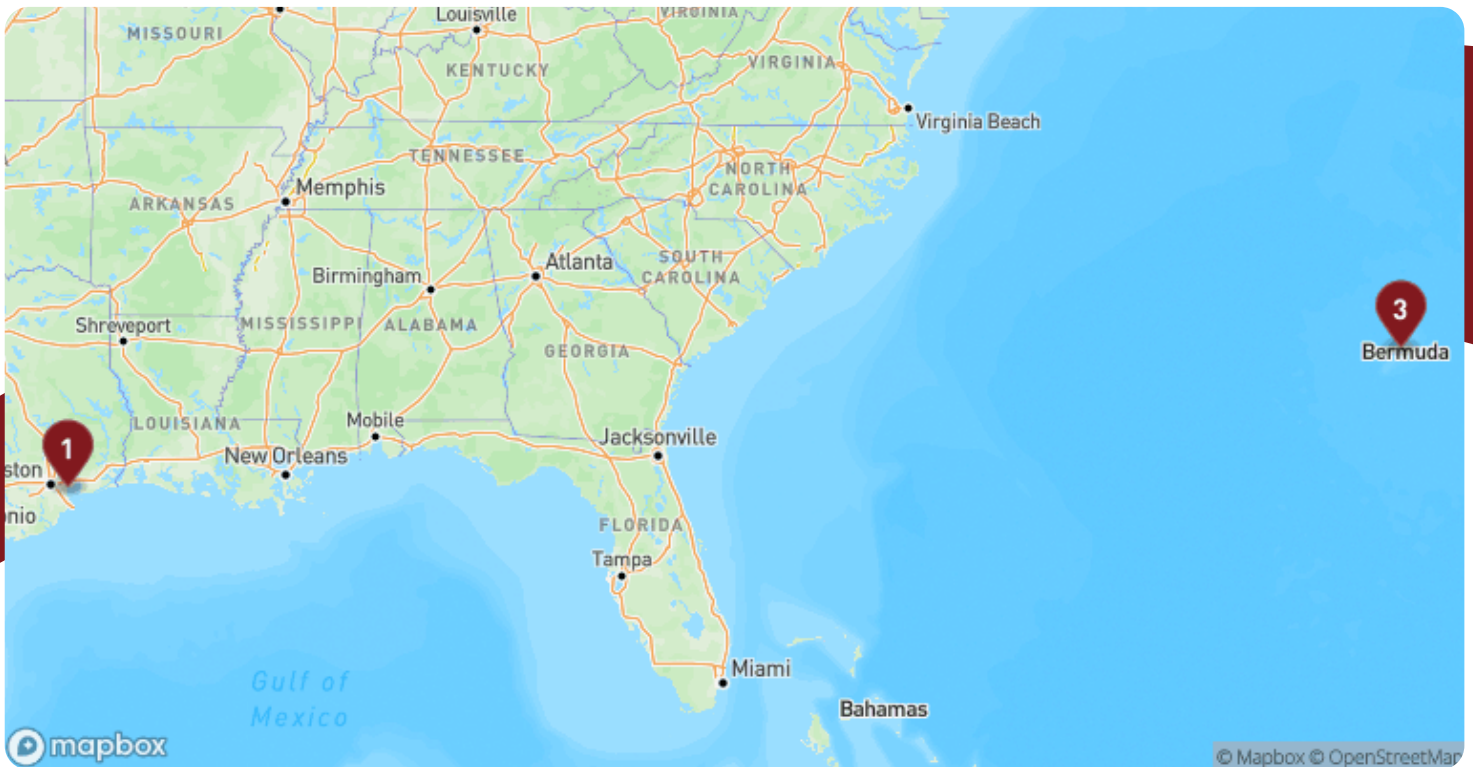 Louisville
VIRGINIA
MISSOURI
KENTUCKY
VIRGINIA
Virginia Beach
TENNESSEE
NORTH
CAROLINA
Memphis
ARKANSAS
Atlanta
SOUTH
CAROLINA
Birmingham
3
Shreveport
MISSISSIPPI
ALABAMA
GEORGIA
Bermuda
LOUISIANA
Mobile
Jacksonville
1
New Orleans
ston
onio
FLORIDA
Tampa
Miami
Gulf of
Mexico
Bahamas
mapbox
© Mapbox © OpenStreetMap